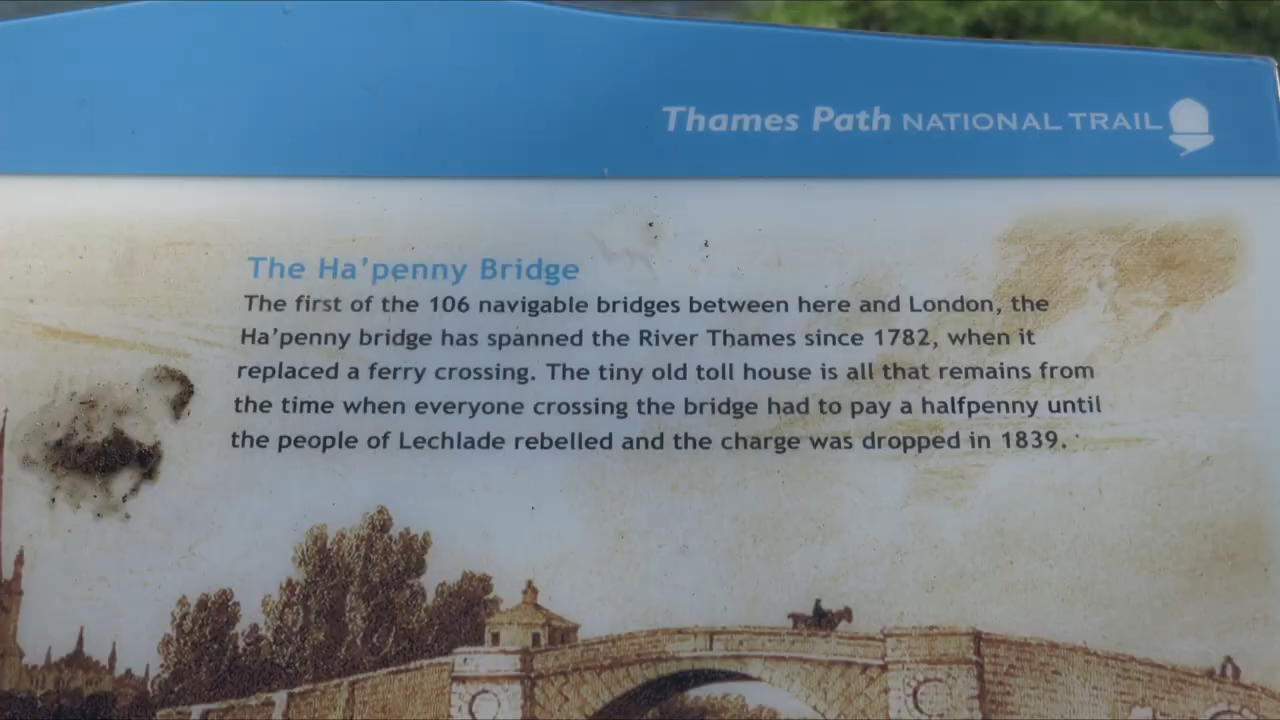 Thames Path NATIONAL TRAIL
The Ha'penny Bridge
The first of the 106 navigable bridges between here and London, the
Ha'penny bridge has spanned the River Thames since 1782, when it
replaced a ferry crossing. The tiny old toll house is all that remains from
the time when everyone crossing the bridge had to pay a halfpenny until
the people of Lechlade rebelled and the charge was dropped in 1839.